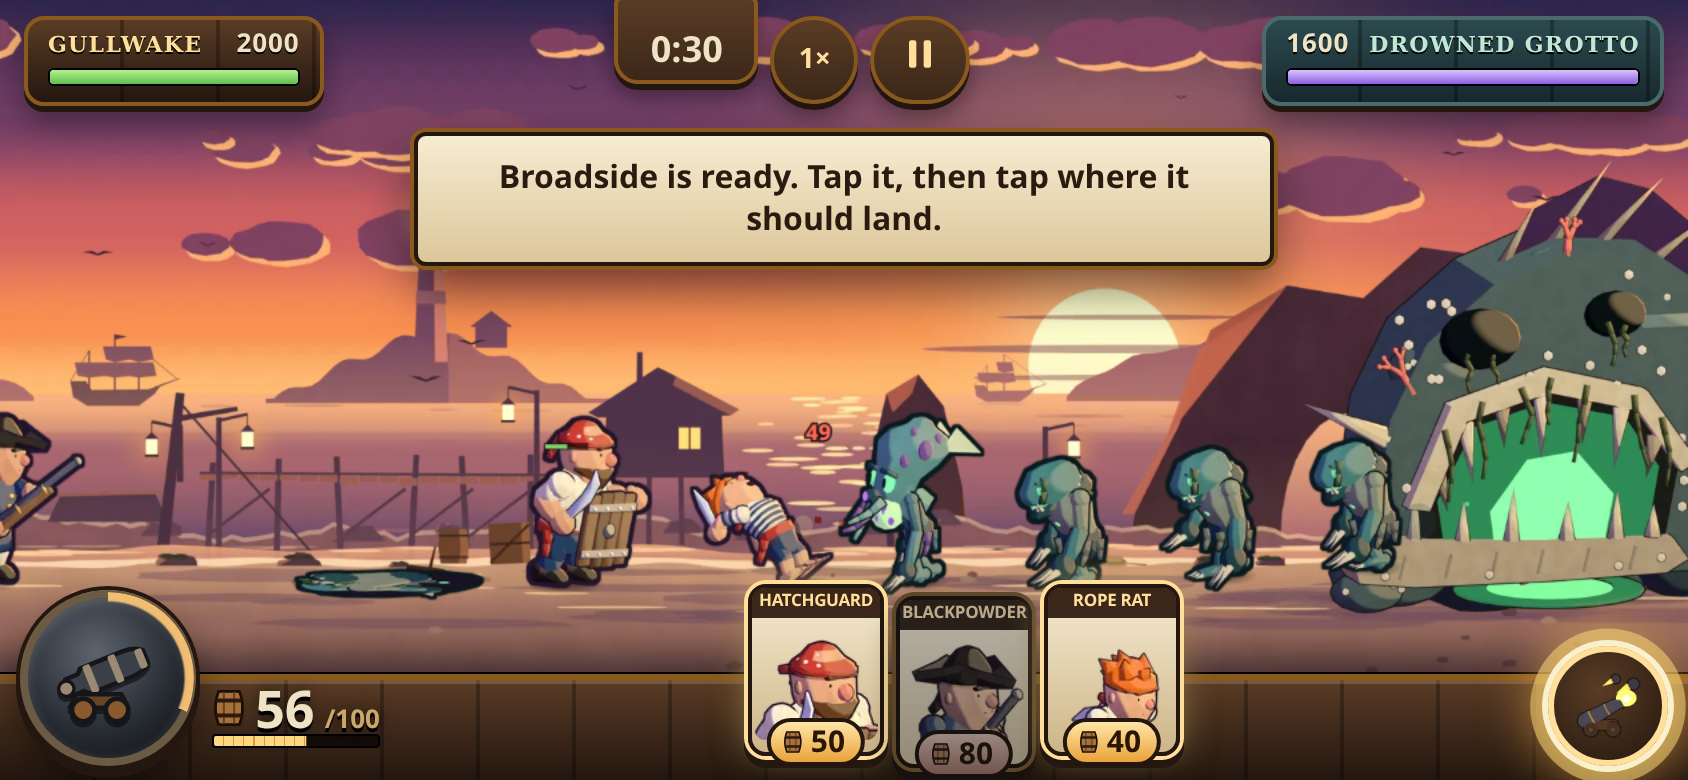 GULLWAKE 2000
0:30
1×
1600 DROWNED GROTTO
Broadside is ready. Tap it, then tap where it
should land.
49
HATCHGUARD
BLACKPOWDER
ROPE RAT
56 /100
50
80
40